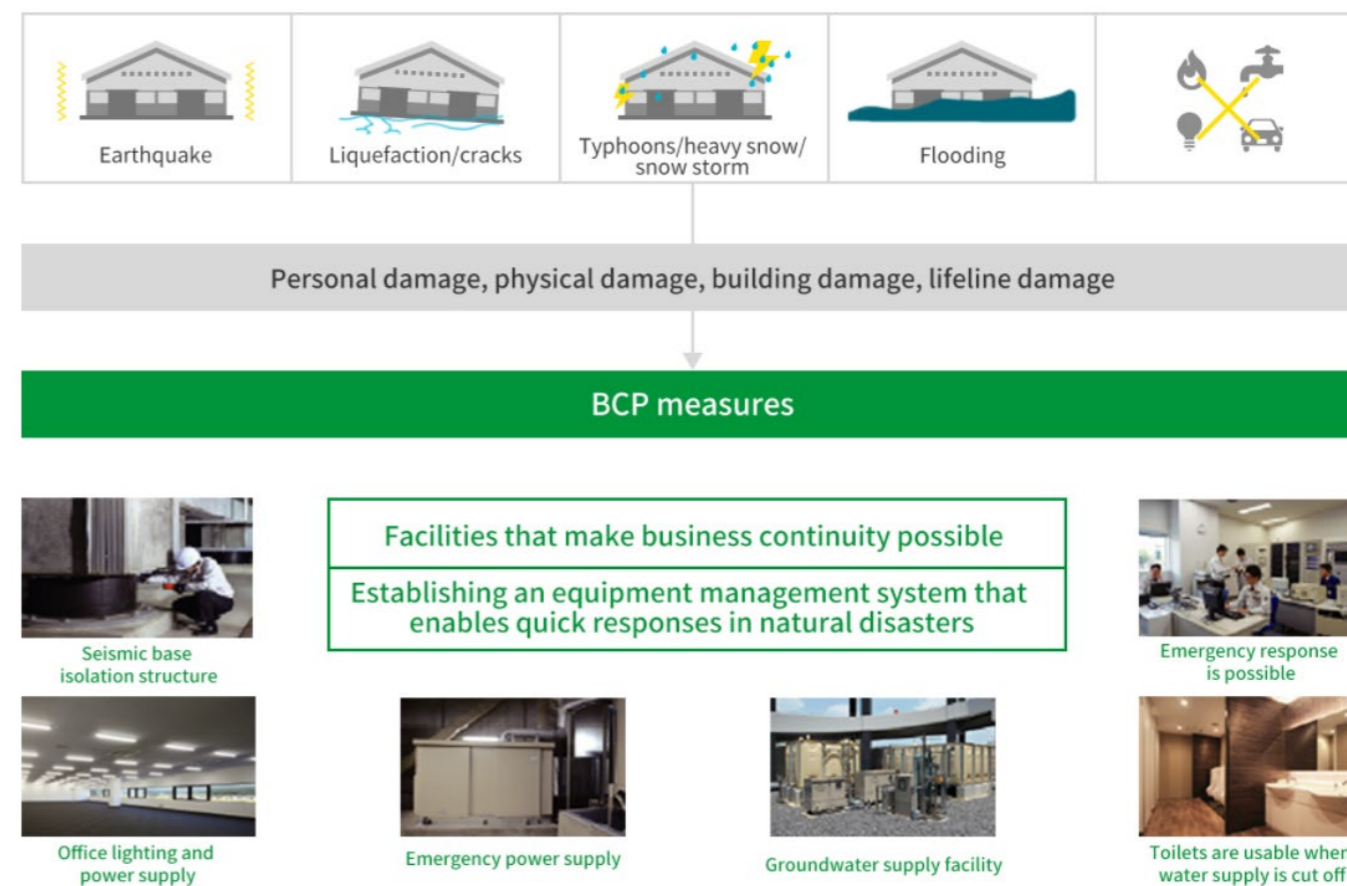 Earthquake
Liquefaction/cracks
Typhoons/heavy snow/
snow storm
Flooding
Personal damage, physical damage, building damage, lifeline damage
BCP measures
Facilities that make business continuity possible
Establishing an equipment management system that
enables quick responses in natural disasters
Seismic base
isolation structure
Emergency response
is possible
Office lighting and
power supply
Emergency power supply
Groundwater supply facility
Toilets are usable when
water supply is cut off